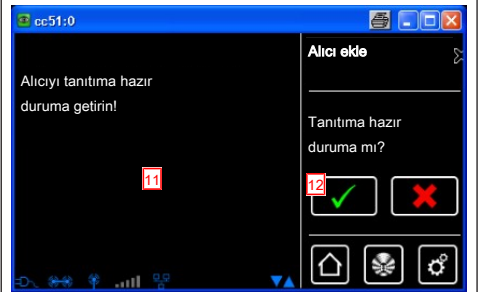 cc51:0
Alıcı ekle
Alıcıyı tanıtıma hazır
duruma getirin!
Tanıtıma hazır
duruma mı?
11
12